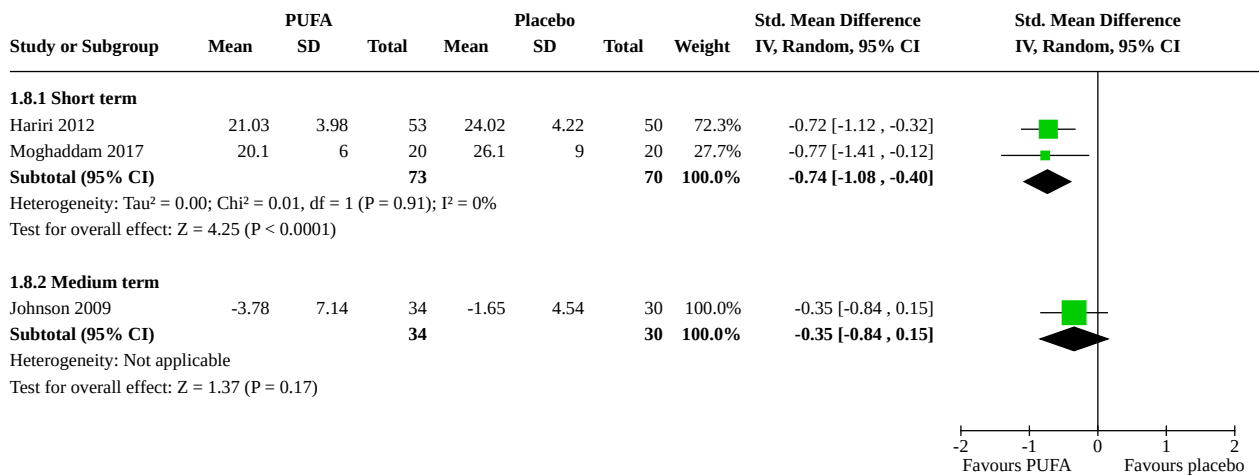 PUFA Placebo Std. Mean Difference Std. Mean Difference
Study or Subgroup Mean SD Total Mean SD Total Weight IV, Random, 95% CI IV, Random, 95% CI
1.8.1 Short term
Hariri 2012 21.03 3.98 53 24.02 4.22 50 72.3% -0.72 [-1.12 , -0.32]
Moghaddam 2017 20.1 6 20 26.1 9 20 27.7% -0.77 [-1.41 , -0.12]
Subtotal (95% CI) 73 70 100.0% -0.74 [-1.08 , -0.40]
Heterogeneity: Tau² = 0.00; Chi² = 0.01, df = 1 (P = 0.91); I² = 0%
Test for overall effect: Z = 4.25 (P < 0.0001)
1.8.2 Medium term
Johnson 2009 -3.78 7.14 34 -1.65 4.54 30 100.0% -0.35 [-0.84 , 0.15]
Subtotal (95% CI) 34 30 100.0% -0.35 [-0.84 , 0.15]
Heterogeneity: Not applicable
Test for overall effect: Z = 1.37 (P = 0.17)
-2 -1 0 1 2
Favours PUFA Favours placebo